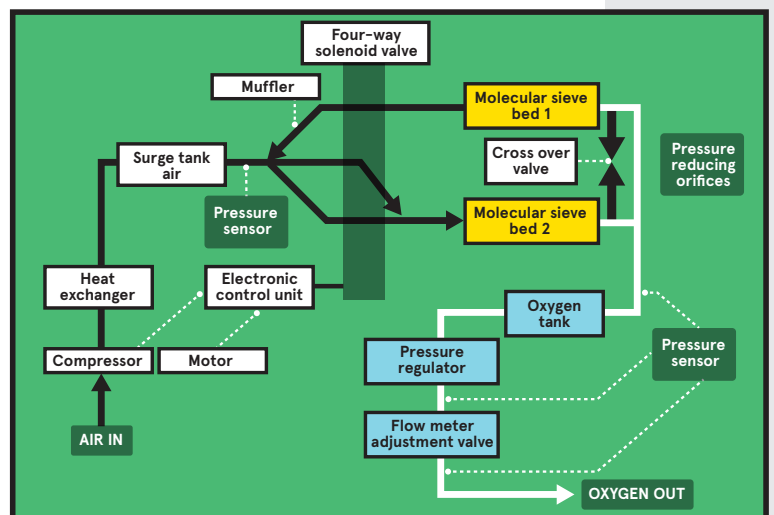 Four-way
solenoid valve
Muffler
Molecular sieve
bed 1
Surge tank
air
Cross over
valve
Pressure
reducing
orifices
Pressure
sensor
Molecular sieve
bed 2
Heat
exchanger
Electronic
control unit
Oxygen
tank
Compressor
Motor
Pressure
regulator
Pressure
sensor
AIR IN
Flow meter
adjustment valve
OXYGEN OUT